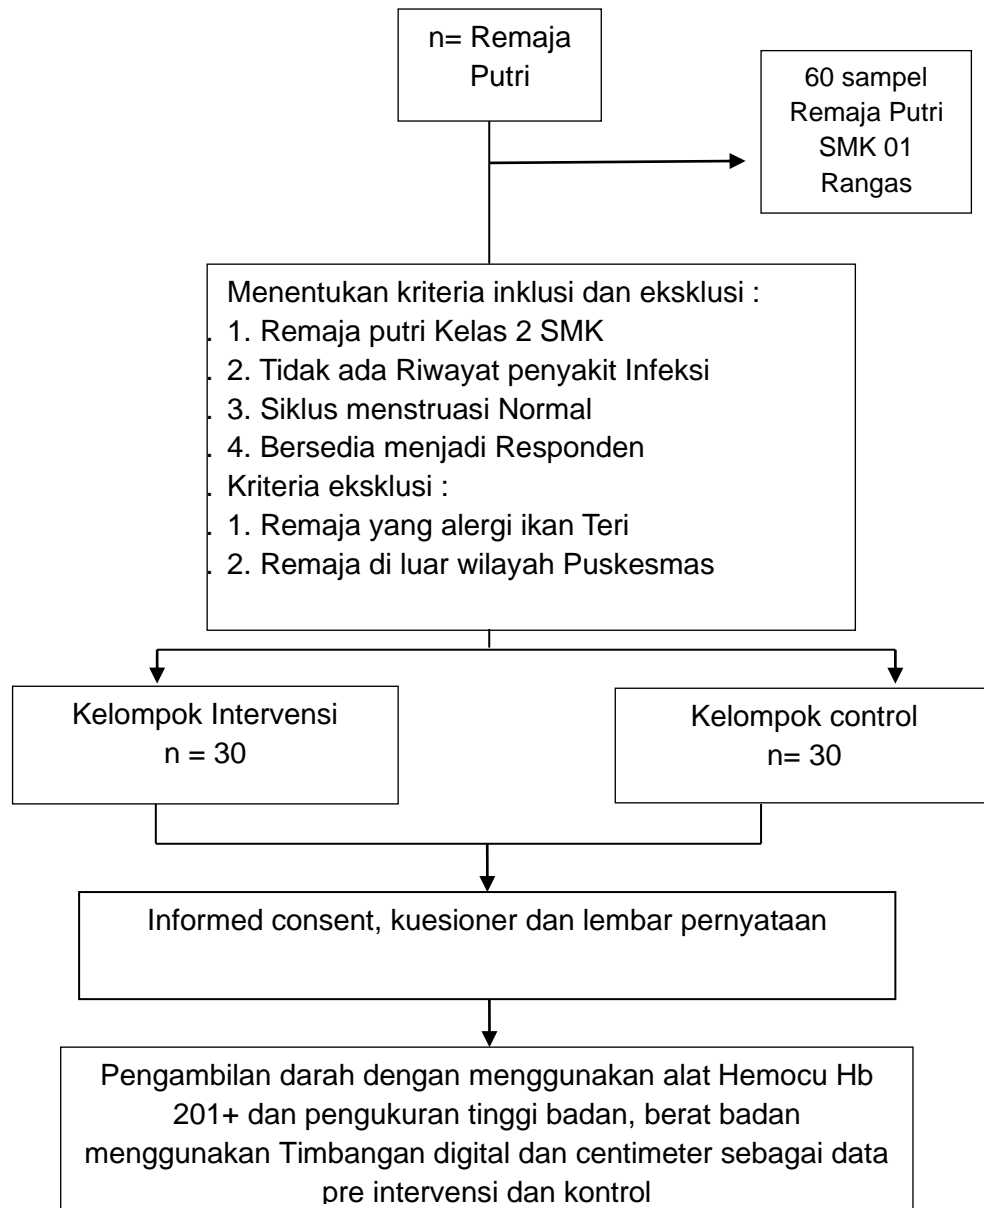 n= Remaja
Putri
60 sampel
Remaja Putri
SMK 01
Rangas
Menentukan kriteria inklusi dan eksklusi :
. 1. Remaja putri Kelas 2 SMK
. 2. Tidak ada Riwayat penyakit Infeksi
. 3. Siklus menstruasi Normal
. 4. Bersedia menjadi Responden
. Kriteria eksklusi :
. 1. Remaja yang alergi ikan Teri
. 2. Remaja di luar wilayah Puskesmas
Kelompok Intervensi
n = 30
Kelompok control
n= 30
Informed consent, kuesioner dan lembar pernyataan
Pengambilan darah dengan menggunakan alat Hemocu Hb
201+ dan pengukuran tinggi badan, berat badan
menggunakan Timbangan digital dan centimeter sebagai data
pre intervensi dan kontrol